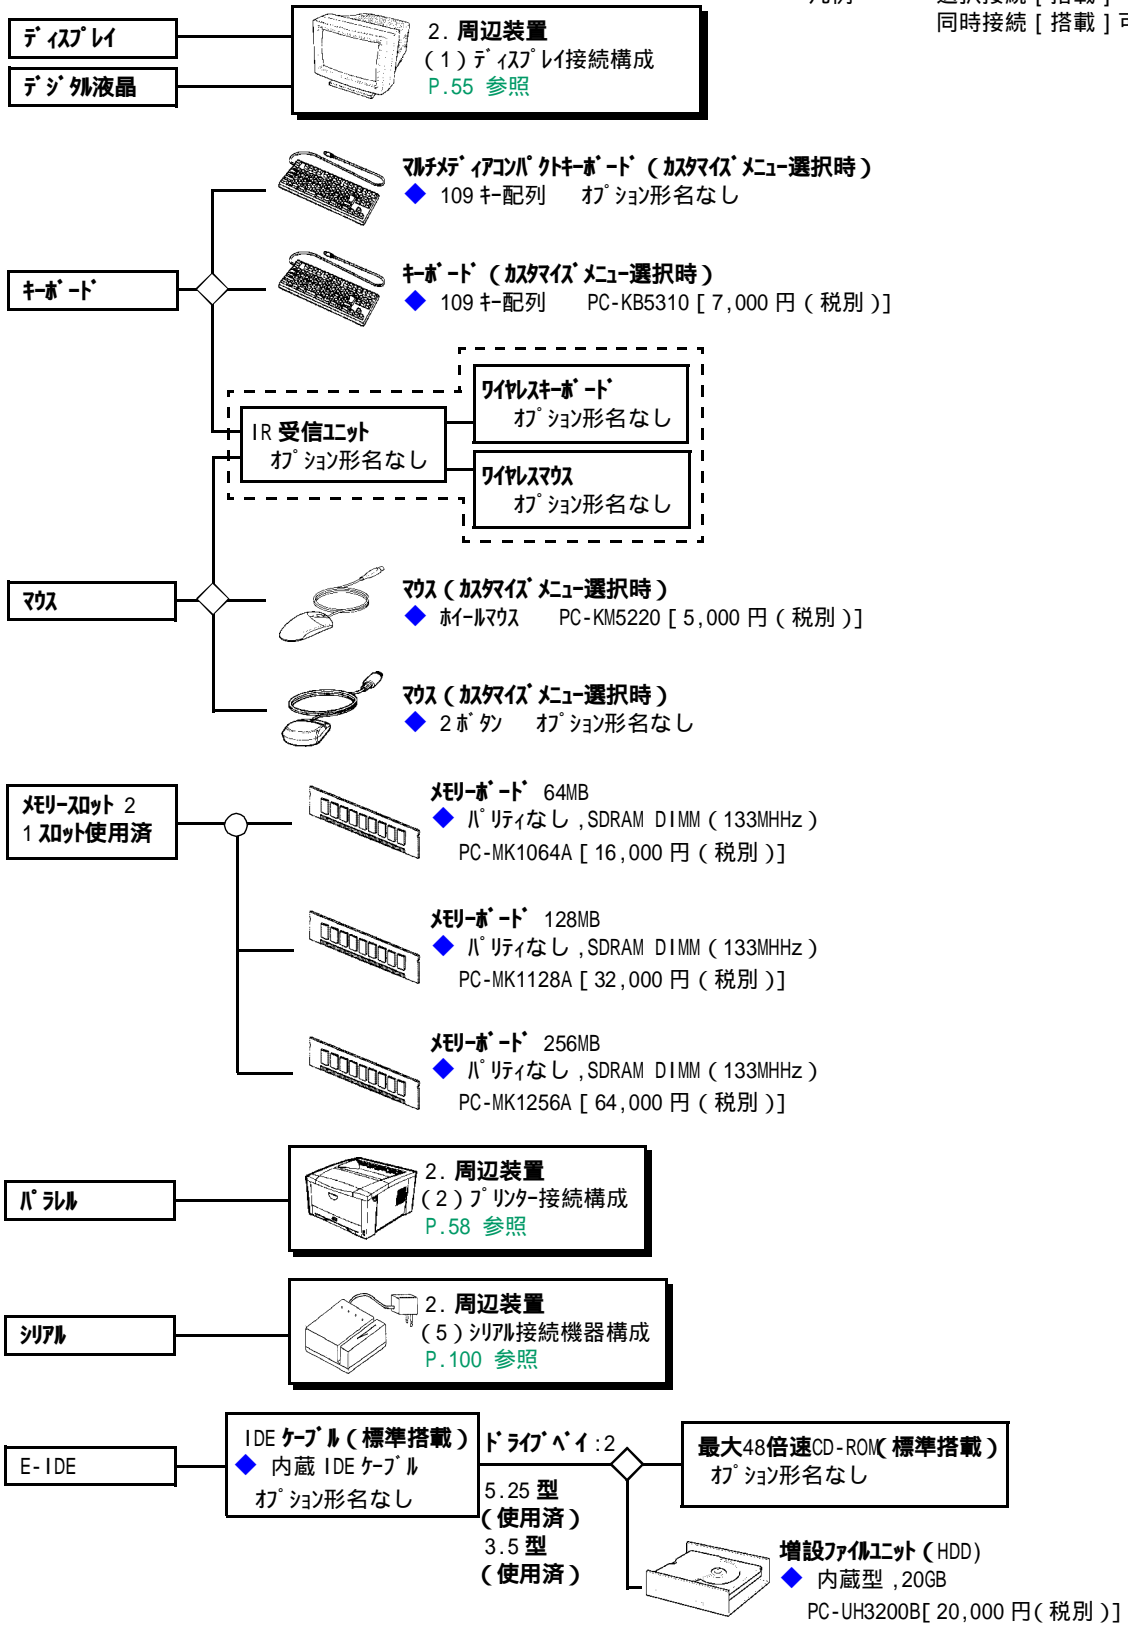 選択接続 [ 搭載 ]
同時接続 [ 搭載 ]
ディスプレイ
デジタル液晶
2. 周辺装置
( 1 ) ディスプレイ接続構成
P.55 参照
マルチメディアコンパクトキーボード ( カスタマイズメニュー選択時 )
◆ 109 キー配列 オプション形名なし
キーボード
キーボード ( カスタマイズメニュー選択時 )
◆ 109 キー配列 PC-KB5310 [ 7,000 円 ( 税別 )]
ワイヤレスキーボード
オプション形名なし
IR 受信ユニット
オプション形名なし
ワイヤレスマウス
オプション形名なし
マウス
マウス ( カスタマイズメニュー選択時 )
◆ ホイールマウス PC-KM5220 [ 5,000 円 ( 税別 )]
マウス ( カスタマイズメニュー選択時 )
◆ 2 ボタン オプション形名なし
メモリースロット 2
1 スロット使用済
メモリーボード 64MB
◆ パリティなし ,SDRAM DIMM ( 133MHHz )
PC-MK1064A [ 16,000 円 ( 税別 )]
メモリーボード 128MB
◆ パリティなし ,SDRAM DIMM ( 133MHHz )
PC-MK1128A [ 32,000 円 ( 税別 )]
メモリーボード 256MB
◆ パリティなし ,SDRAM DIMM ( 133MHHz )
PC-MK1256A [ 64,000 円 ( 税別 )]
パラレル
2. 周辺装置
( 2 ) プリンター接続構成
P.58 参照
シリアル
2. 周辺装置
( 5 ) シリアル接続機器構成
P.100 参照
E-IDE
IDE ケーブル ( 標準搭載 )
◆ 内蔵 IDE ケーブル
オプション形名なし
ドライブベイ :2
5.25 型
( 使用済 )
3.5 型
( 使用済 )
最大48倍速CD-ROM( 標準搭載 )
オプション形名なし
増設ファイルユニット ( HDD)
◆ 内蔵型 ,20GB
PC-UH3200B[ 20,000 円( 税別 )]